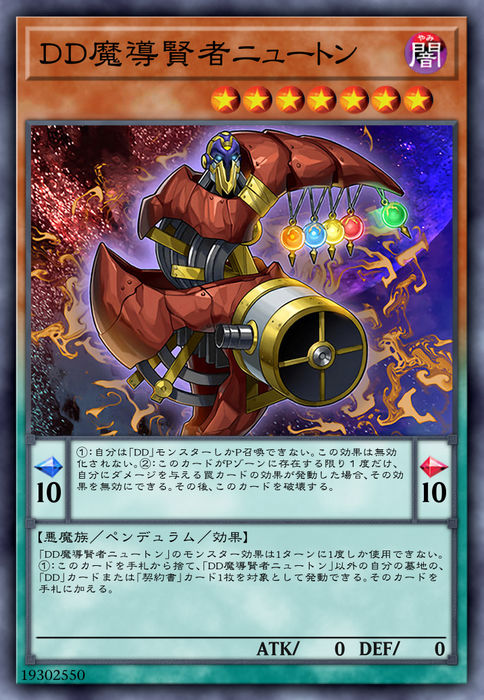 DD魔導賢者ニュートン
やみ
闇
①:自分は「DD」モンスターしかP召喚できない。この効果は無効
化されない。②:このカードがPゾーンに存在する限り1度だけ、
自分にダメージを与える罠カードの効果が発動した場合、その効
果を無効にできる。その後、このカードを破壊する。
10
10
【悪魔族/ペンデュラム/効果】
「DD魔導賢者ニュートン」のモンスター効果は1ターンに1度しか使用できない。
①:このカードを手札から捨て、「DD魔導賢者ニュートン」以外の自分の墓地の、
「DD」カードまたは「契約書」カード1枚を対象として発動できる。そのカードを
手札に加える。
ATK/ 0 DEF/ 0
19302550